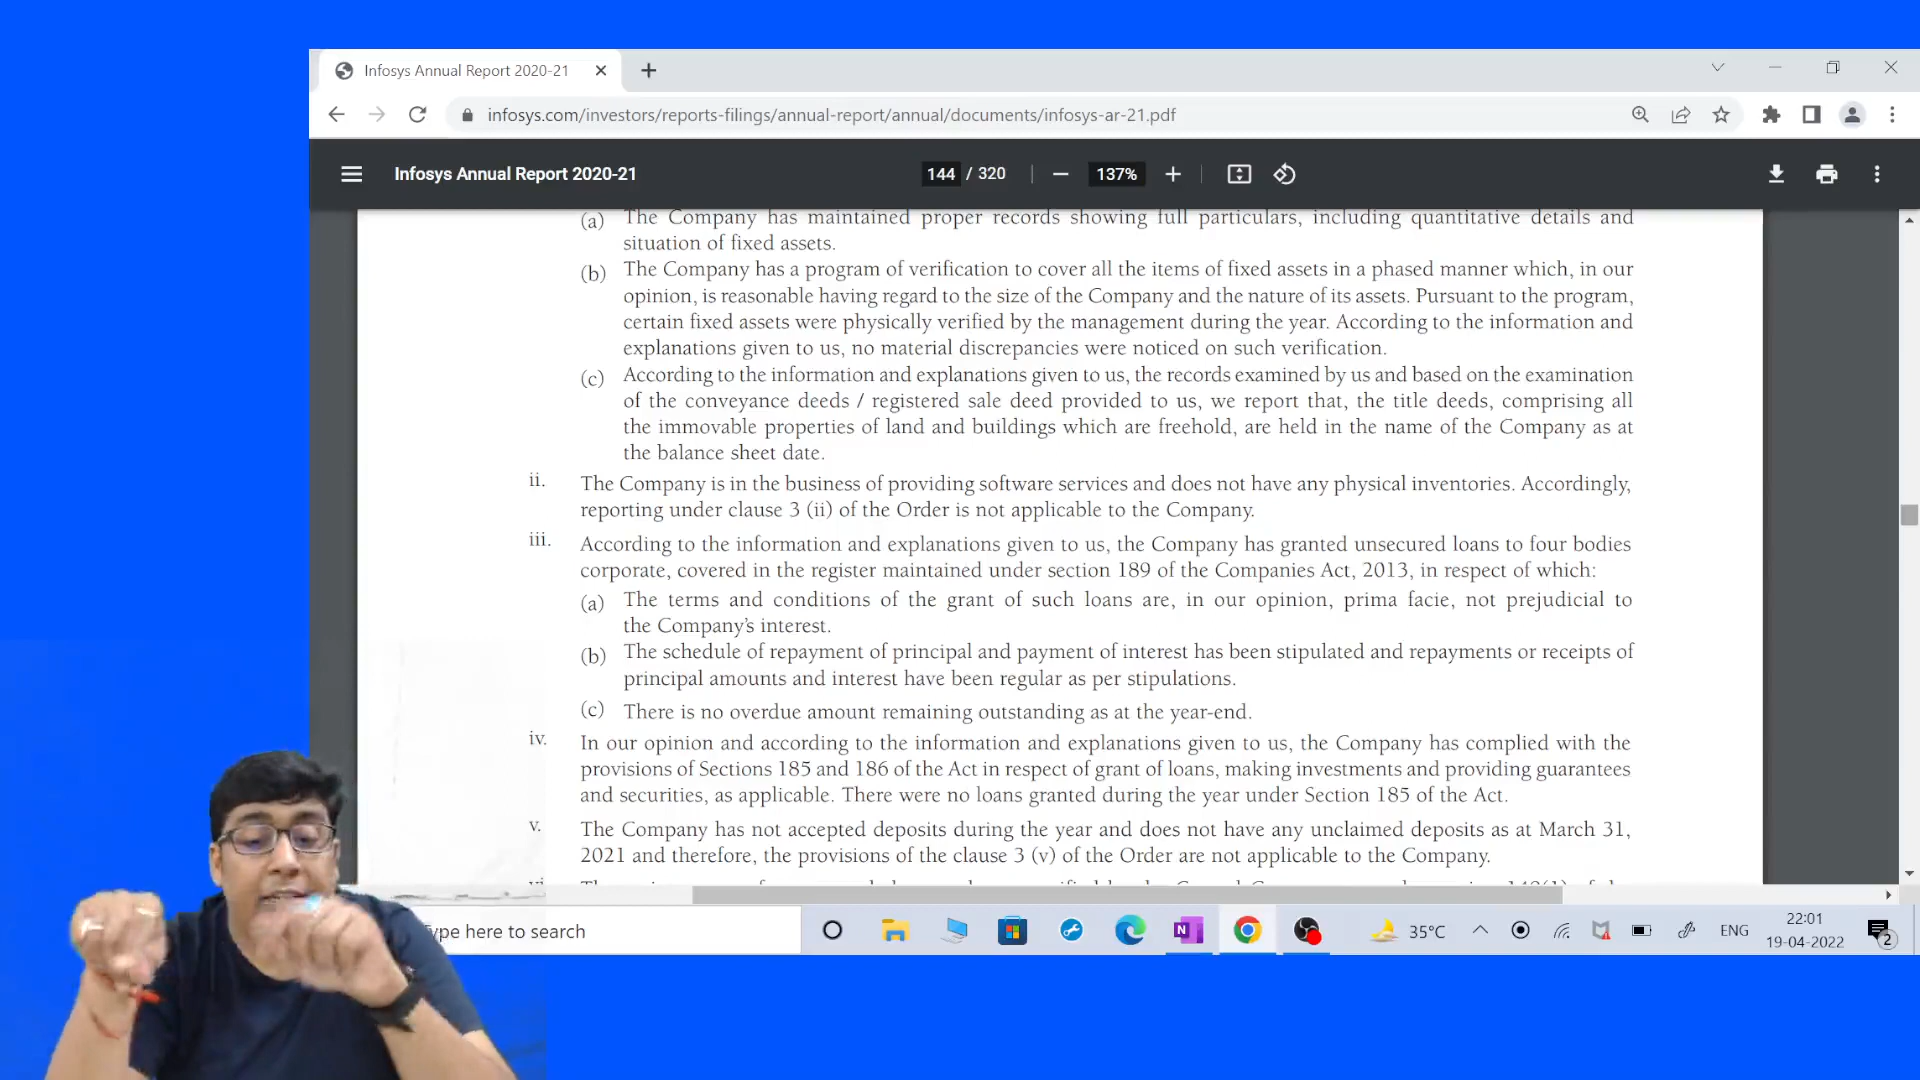 Infosys Annual Report 2020-21
infosys.com/investors/reports-filings/annual-report/annual/documents/infosys-ar-21.pdf
Infosys Annual Report 2020-21
144 / 320
137%
(a) The Company has maintained proper records showing full particulars, including quantitative details and
situation of fixed assets.
(b) The Company has a program of verification to cover all the items of fixed assets in a phased manner which, in our
opinion, is reasonable having regard to the size of the Company and the nature of its assets. Pursuant to the program,
certain fixed assets were physically verified by the management during the year. According to the information and
explanations given to us, no material discrepancies were noticed on such verification.
(c) According to the information and explanations given to us, the records examined by us and based on the examination
of the conveyance deeds / registered sale deed provided to us, we report that, the title deeds, comprising all
the immovable properties of land and buildings which are freehold, are held in the name of the Company as at
the balance sheet date.
ii. The Company is in the business of providing software services and does not have any physical inventories. Accordingly,
reporting under clause 3 (ii) of the Order is not applicable to the Company.
iii. According to the information and explanations given to us, the Company has granted unsecured loans to four bodies
corporate, covered in the register maintained under section 189 of the Companies Act, 2013, in respect of which:
(a) The terms and conditions of the grant of such loans are, in our opinion, prima facie, not prejudicial to
the Company's interest.
(b) The schedule of repayment of principal and payment of interest has been stipulated and repayments or receipts of
principal amounts and interest have been regular as per stipulations.
(c) There is no overdue amount remaining outstanding as at the year-end.
iv. In our opinion and according to the information and explanations given to us, the Company has complied with the
provisions of Sections 185 and 186 of the Act in respect of grant of loans, making investments and providing guarantees
and securities, as applicable. There were no loans granted during the year under Section 185 of the Act.
v. The Company has not accepted deposits during the year and does not have any unclaimed deposits as at March 31,
2021 and therefore, the provisions of the clause 3 (v) of the Order are not applicable to the Company.
ype here to search
N
35°C
ENG
22:01
19-04-2022
2